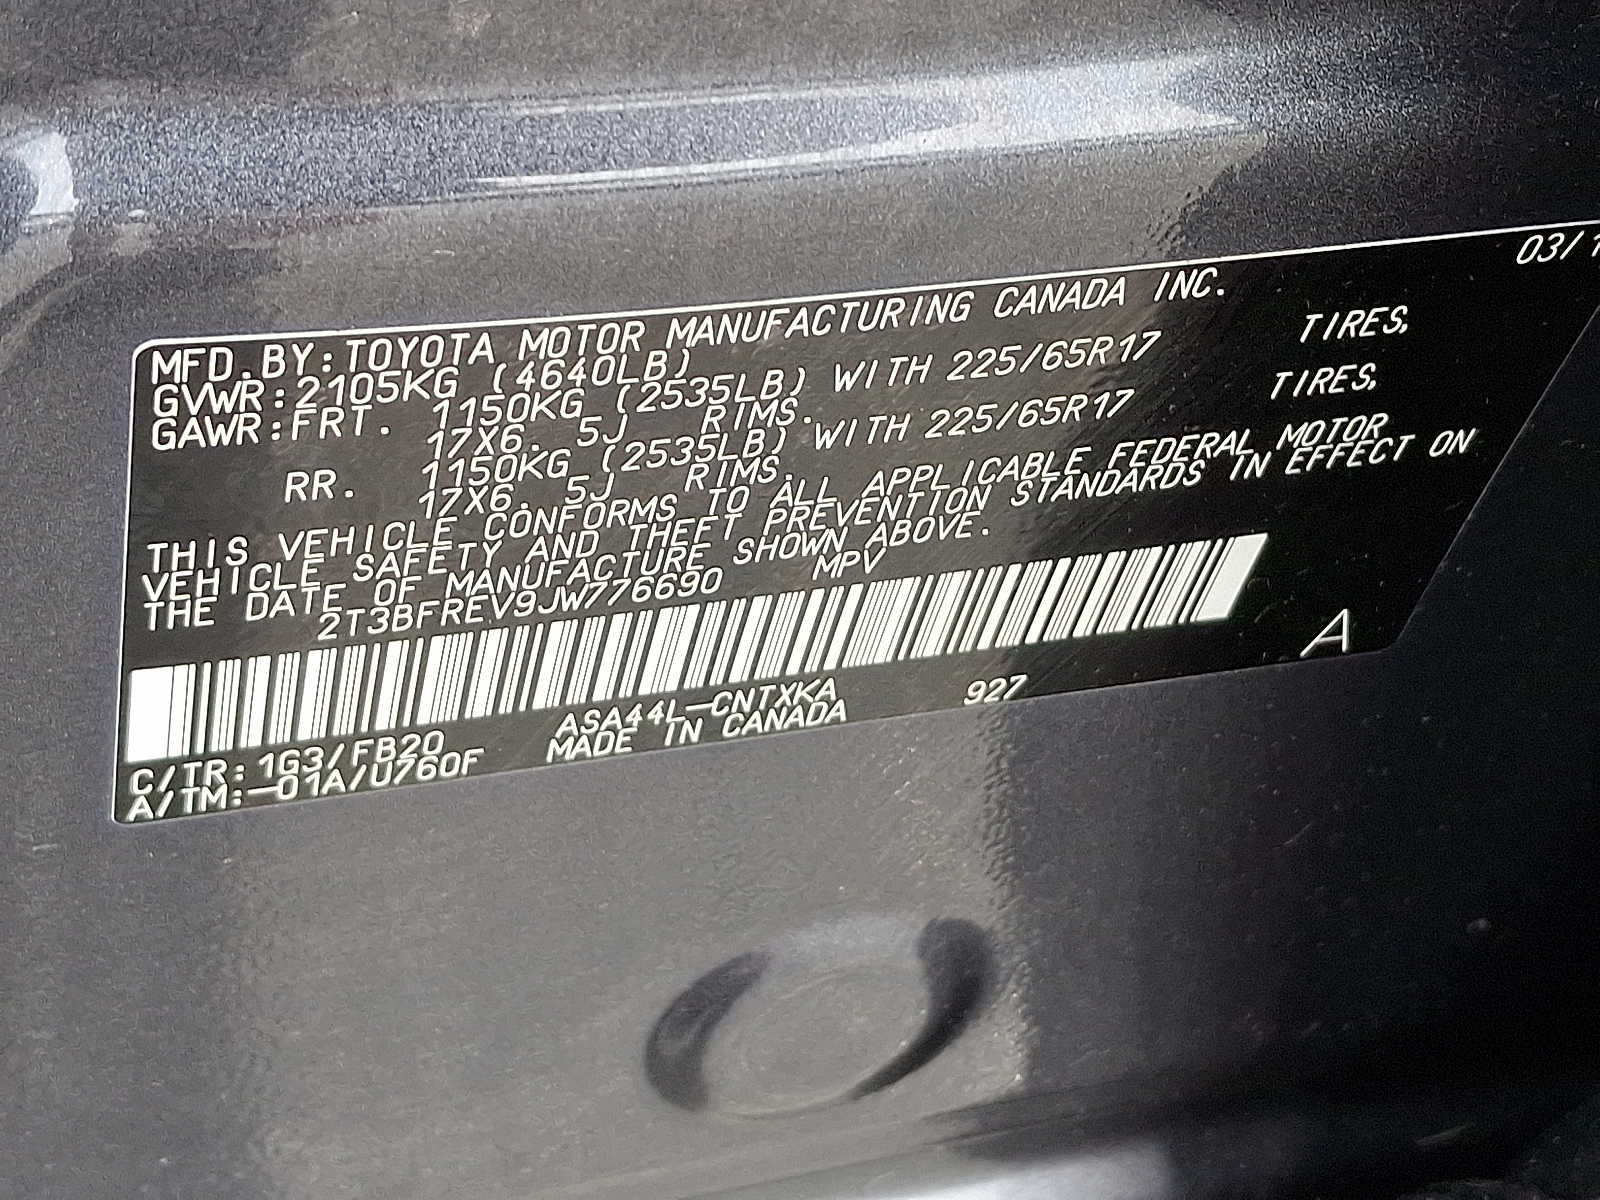 03/1
MFD. BY: TOYOTA MOTOR MANUFACTURING CANADA INC.
GVWR: 2105KG (4640LB)
GAWR: FRT. 1150KG (2535LB) WITH 225/65R17 TIRES,
17X6. 5J RIMS.
RR. 1150KG (2535LB) WITH 225/65R17 TIRES,
17X6. 5J RIMS.
THIS VEHICLE CONFORMS TO ALL APPLICABLE FEDERAL MOTOR
VEHICLE SAFETY AND THEFT PREVENTION STANDARDS IN EFFECT ON
THE DATE OF MANUFACTURE SHOWN ABOVE.
2T3BFREV9JW776690 MPV
A
C/TR: 1G3/FB20 ASA44L-CNTXKA 927
A/TM:-01A/U760F MADE IN CANADA